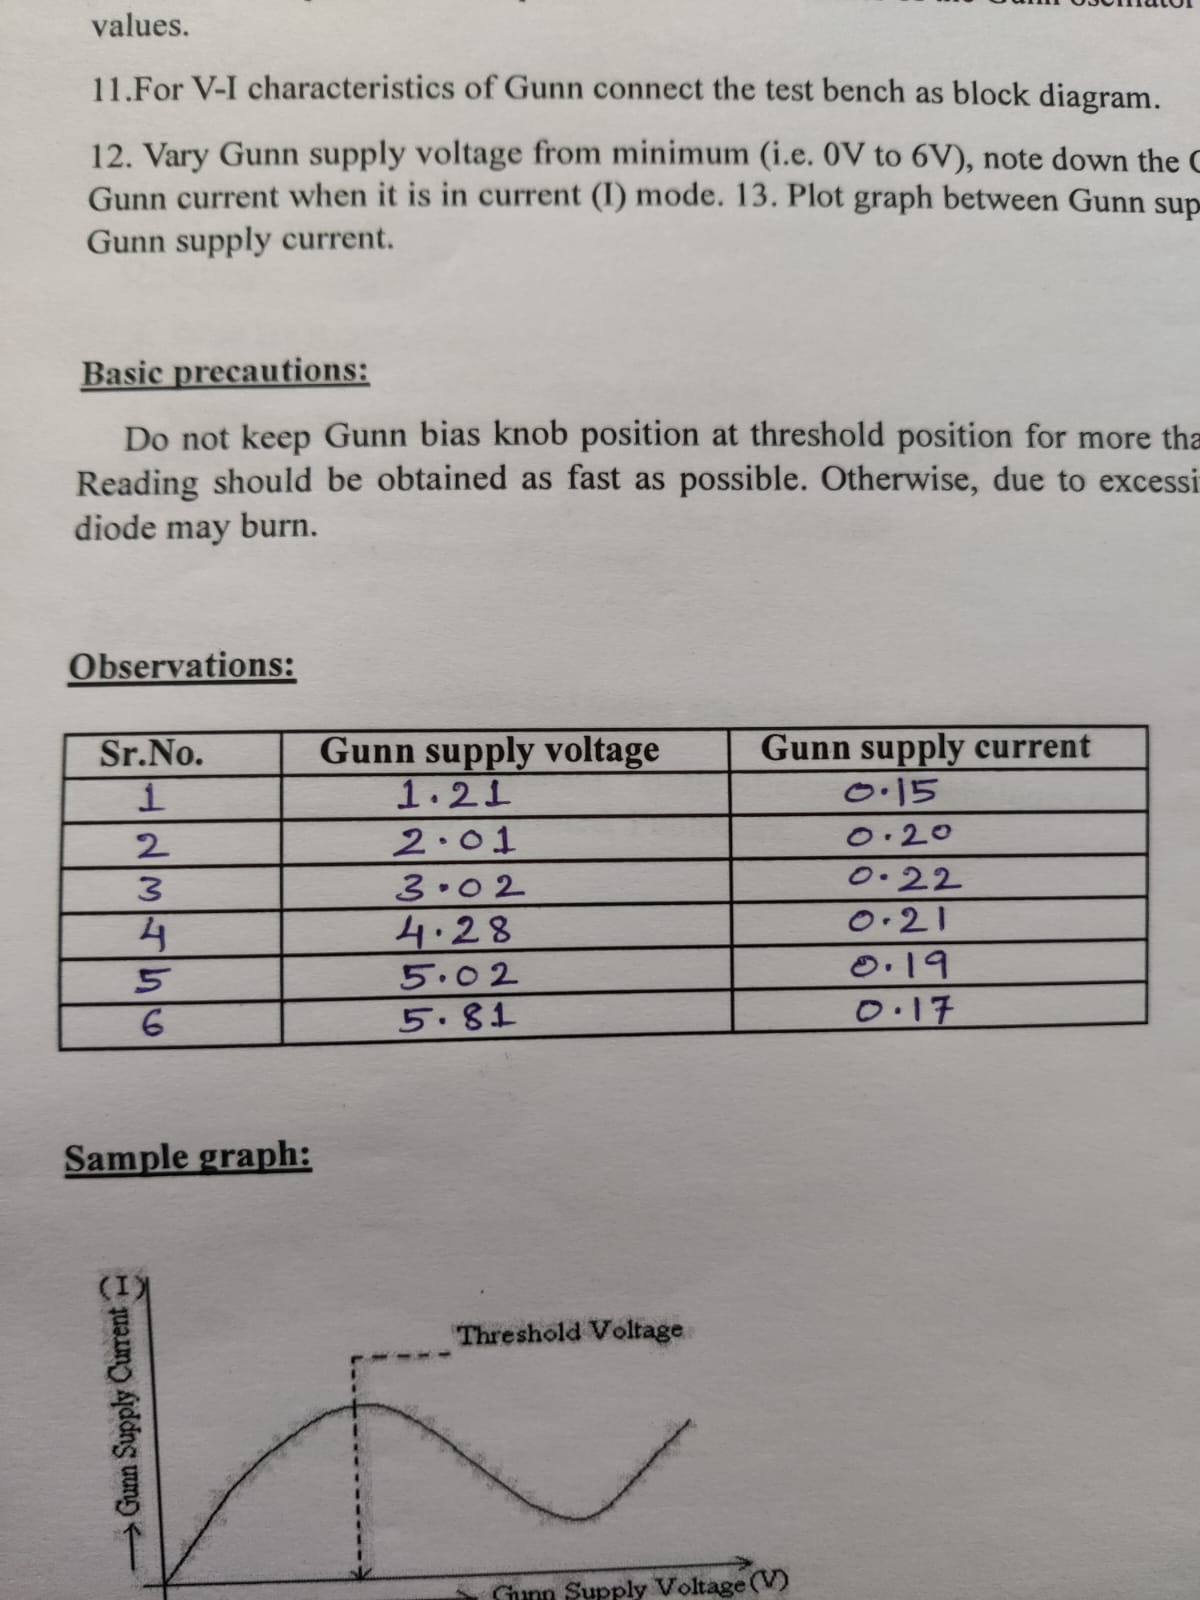 values.
11.For V-I characteristics of Gunn connect the test bench as block diagram.
12. Vary Gunn supply voltage from minimum (i.e. 0V to 6V), note down the
Gunn current when it is in current (I) mode. 13. Plot graph between Gunn sup
Gunn supply current.
Basic precautions:
Do not keep Gunn bias knob position at threshold position for more tha
Reading should be obtained as fast as possible. Otherwise, due to excessi
diode may burn.
Observations:
Sr.No. Gunn supply voltage Gunn supply current
1 1.21 0.15
2 2.01 0.20
3 3.02 0.22
4 4.28 0.21
5 5.02 0.19
6 5.81 0.17
Sample graph:
(I)
Gunn Supply Current
Threshold Voltage
Gunn Supply Voltage (V)